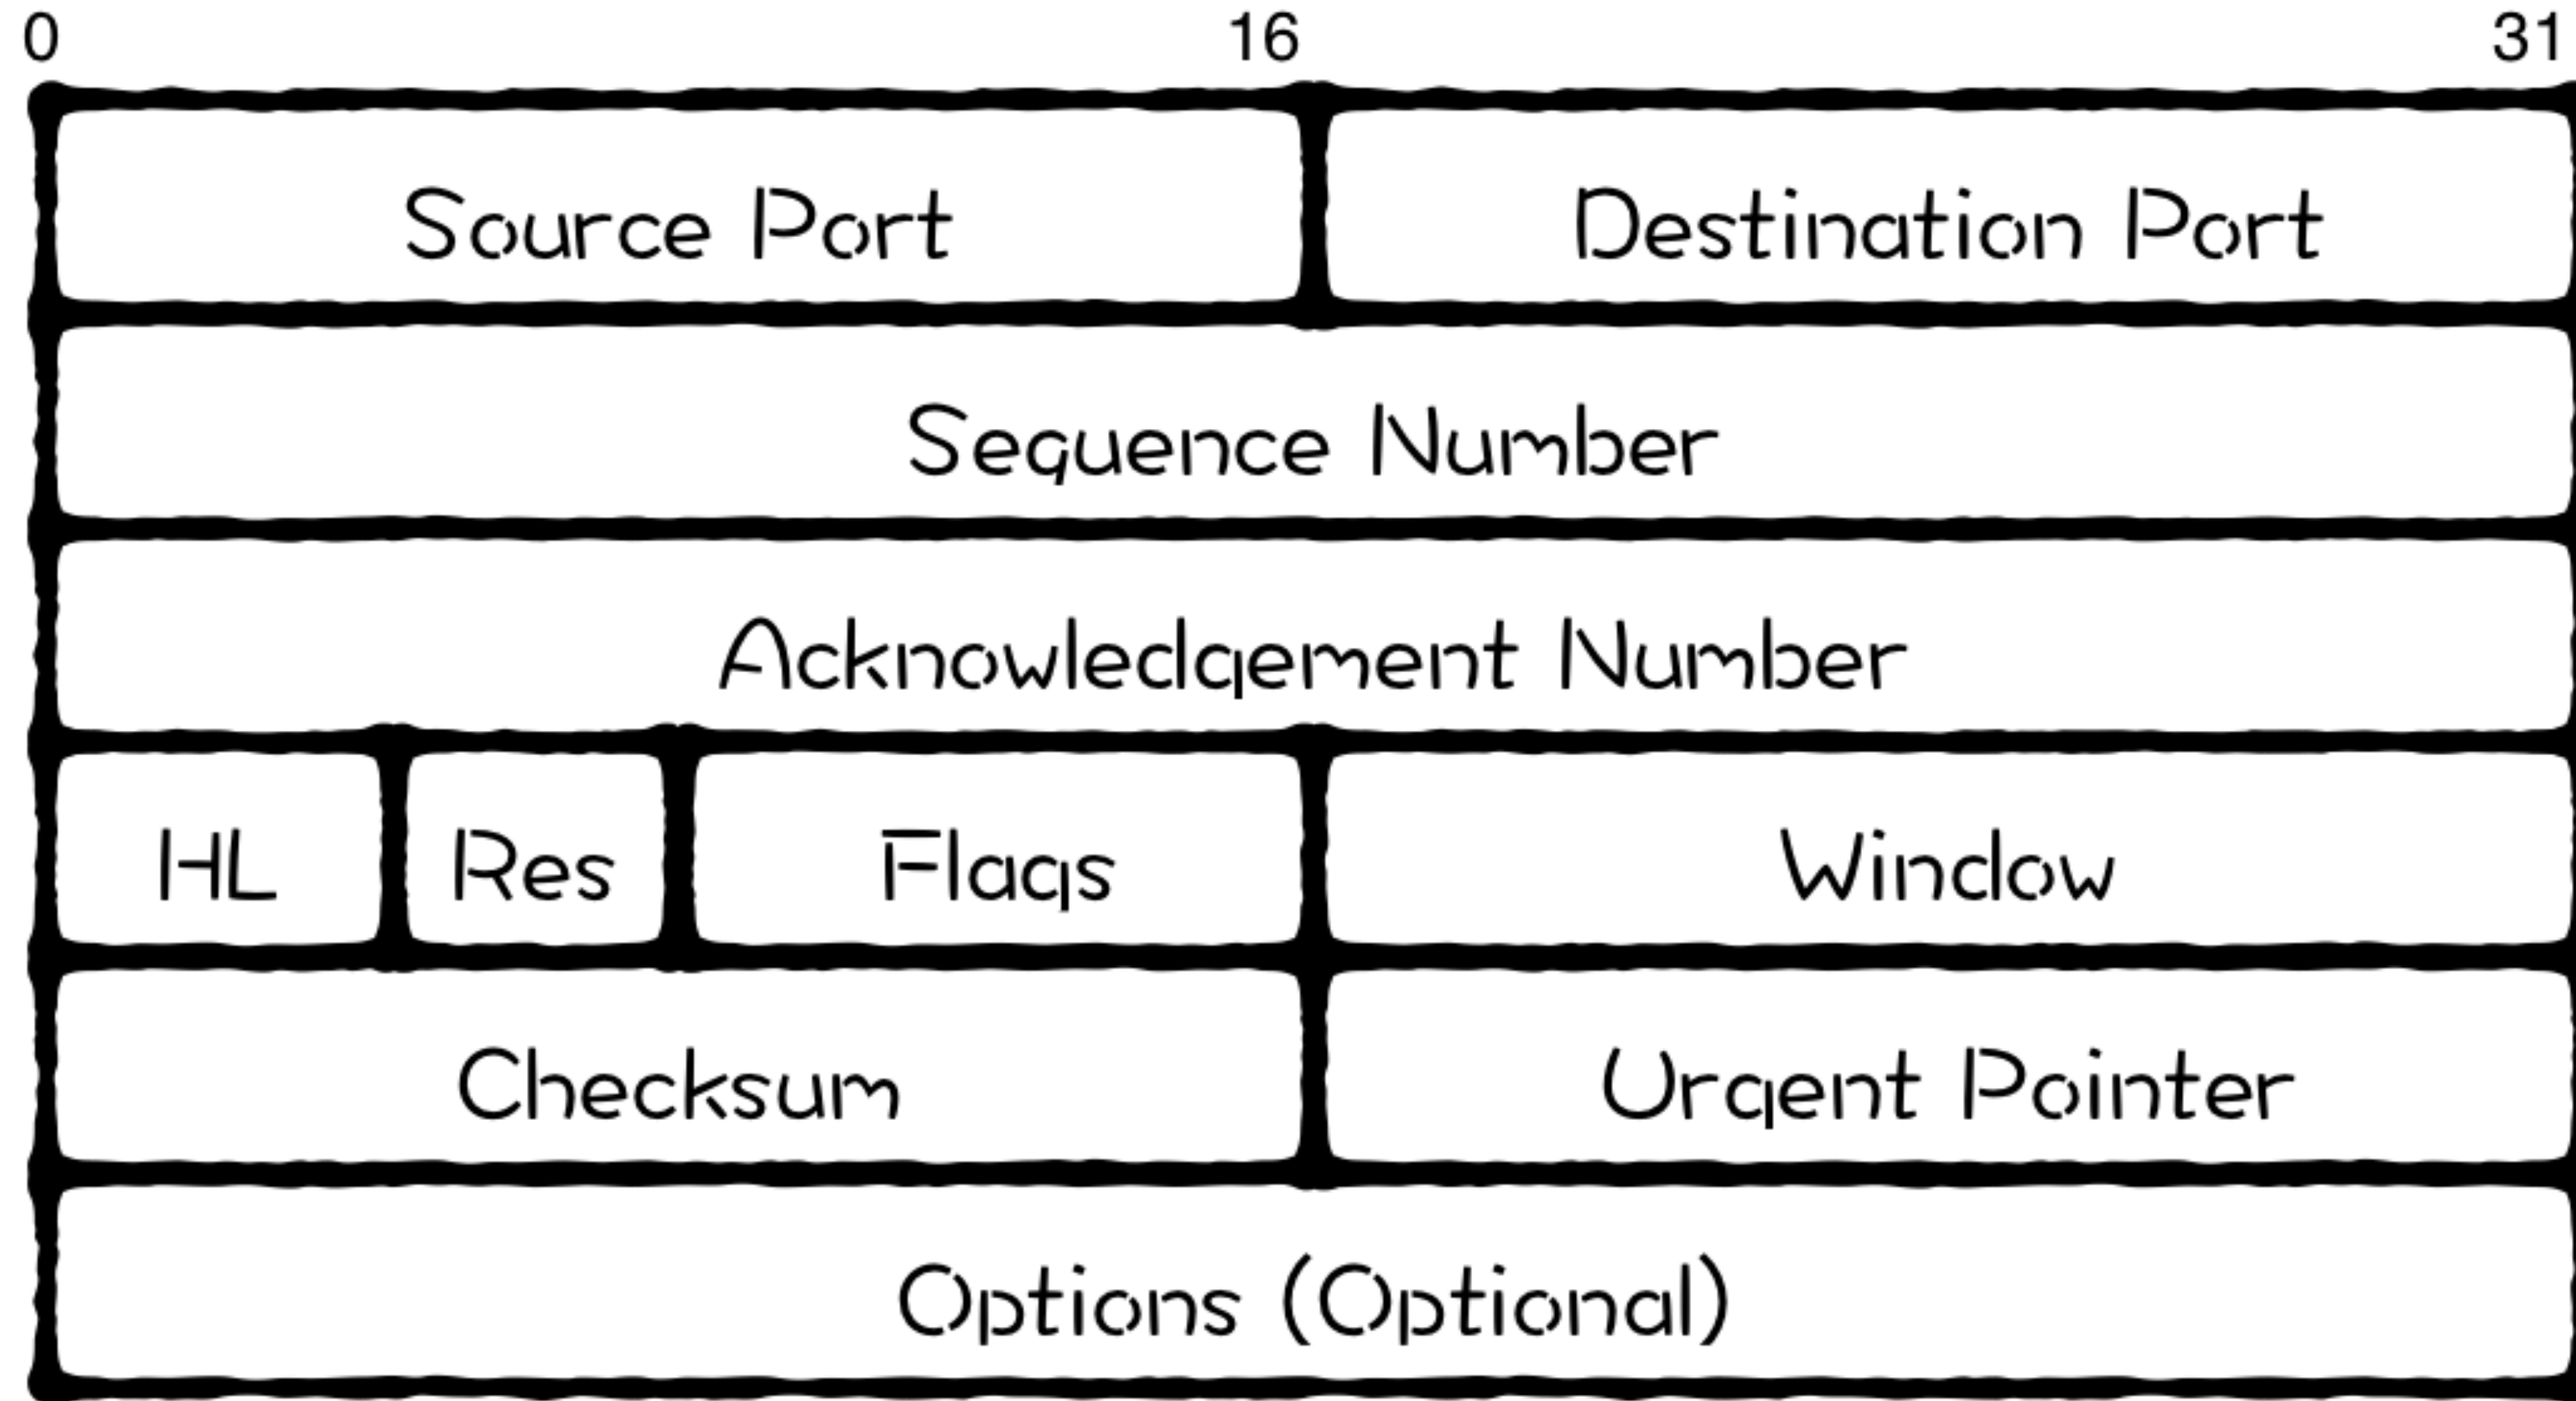 0 16 31
Source Port Destination Port
Sequence Number
Acknowledgement Number
HL Res Flags Window
Checksum Urgent Pointer
Options (Optional)